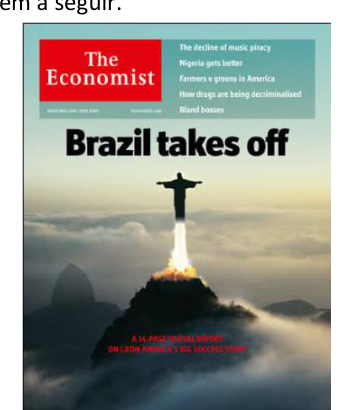 em a seguir.
The
Economist
The decline of music piracy
Nigeria gets better
Farmers v greens in America
How drugs are being decriminalised
Bland bosses
Brazil takes off
A 14-PAGE SPECIAL REPORT
ON LATIN AMERICA'S BIG SUCCESS STORY